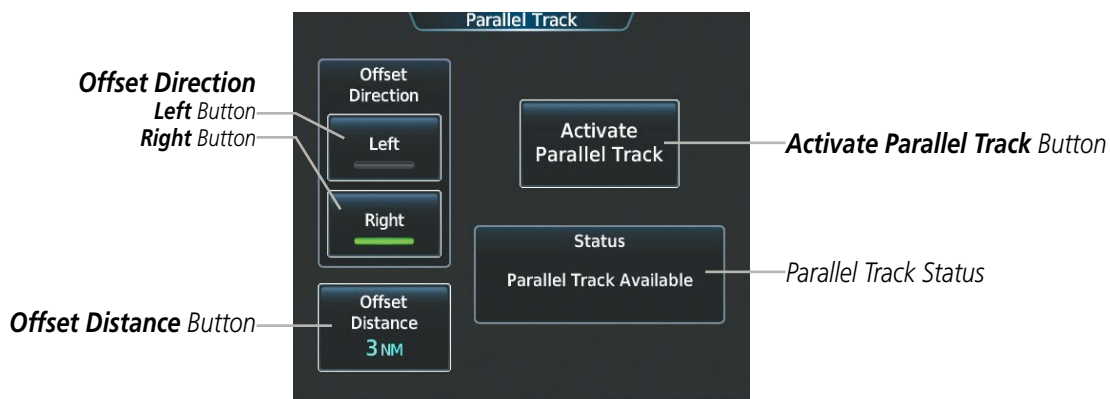 Parallel Track
Offset Direction
Left Button
Right Button
Offset
Direction
Left
Right
Activate
Parallel Track
Activate Parallel Track Button
Status
Parallel Track Available
Parallel Track Status
Offset Distance Button
Offset
Distance
3 NM